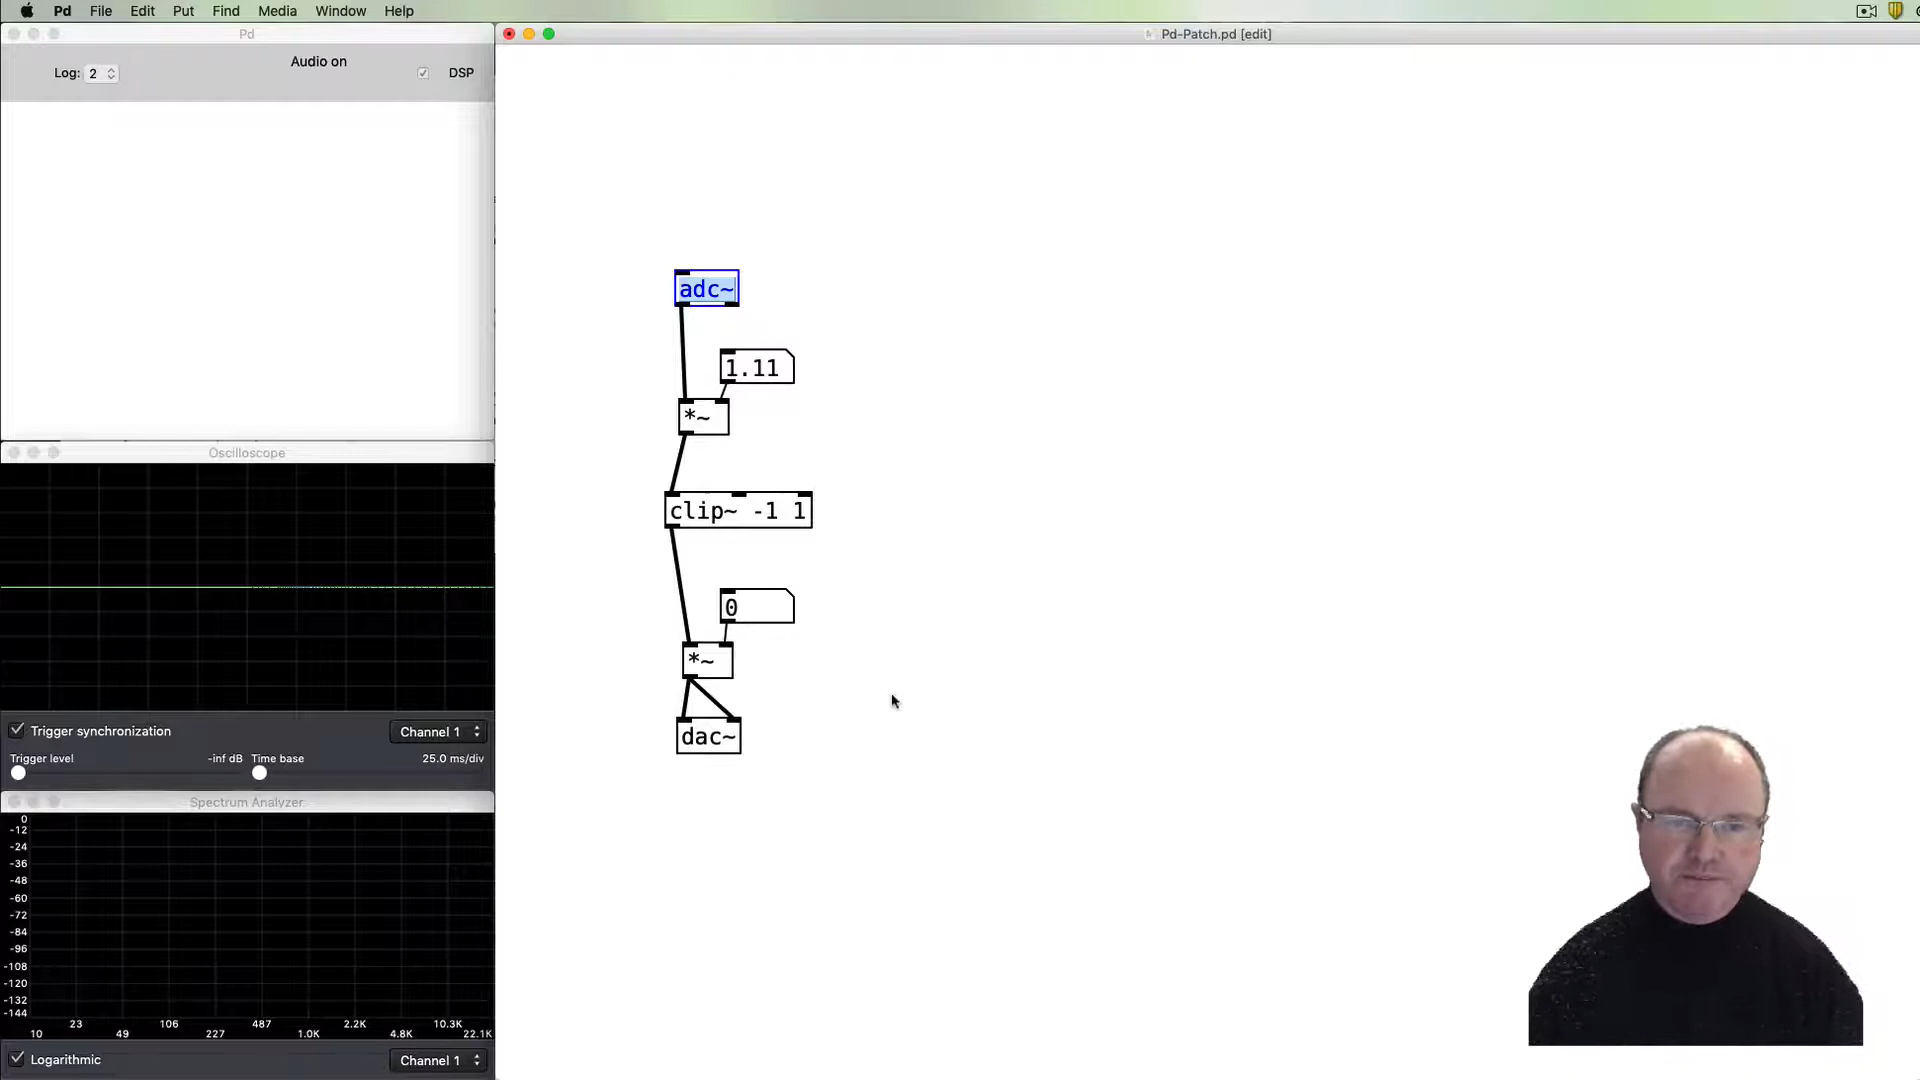 Pd File Edit Put Find Media Window Help
Pd
Log: 2
Audio on
DSP
Pd-Patch.pd [edit]
adc~
1.11
*~
clip~ -1 1
0
*~
dac~
Oscilloscope
Trigger synchronization
Channel 1
Trigger level
-inf dB
Time base
25.0 ms/div
Spectrum Analyzer
0
-12
-24
-36
-48
-60
-72
-84
-96
-108
-120
-132
-144
23 106 487 2.2K 10.3K
10 49 227 1.0K 4.8K 22.1K
Logarithmic
Channel 1